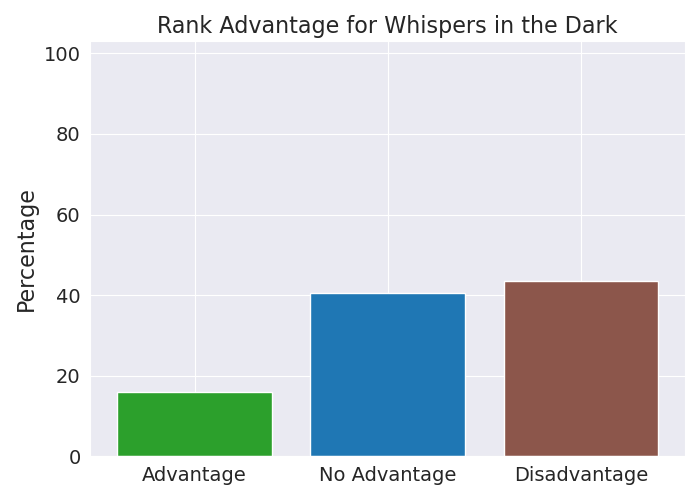 Rank Advantage for Whispers in the Dark
100
80
60
40
20
0
Percentage
Advantage
No Advantage
Disadvantage